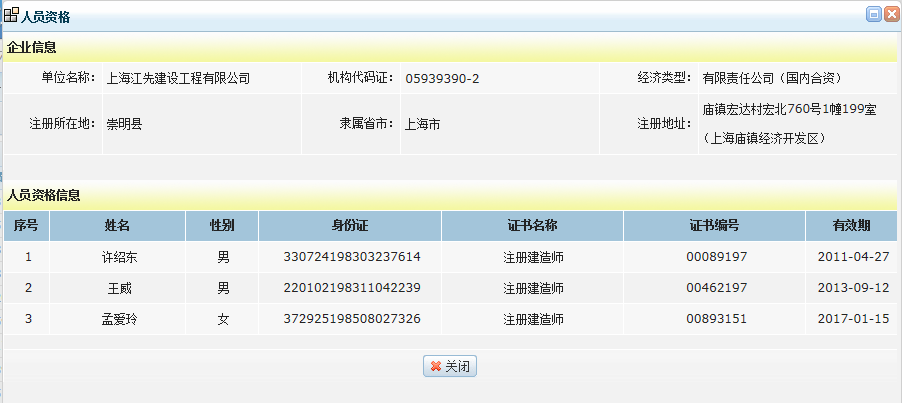 人员资格
企业信息
单位名称： 上海江先建设工程有限公司 机构代码证： 05939390-2 经济类型： 有限责任公司（国内合资）
注册所在地： 崇明县 隶属省市： 上海市 注册地址： 庙镇宏达村宏北760号1幢199室
（上海庙镇经济开发区）
人员资格信息
序号 姓名 性别 身份证 证书名称 证书编号 有效期
1 许绍东 男 330724198303237614 注册建造师 00089197 2011-04-27
2 王威 男 220102198311042239 注册建造师 00462197 2013-09-12
3 孟爱玲 女 372925198508027326 注册建造师 00893151 2017-01-15
关闭